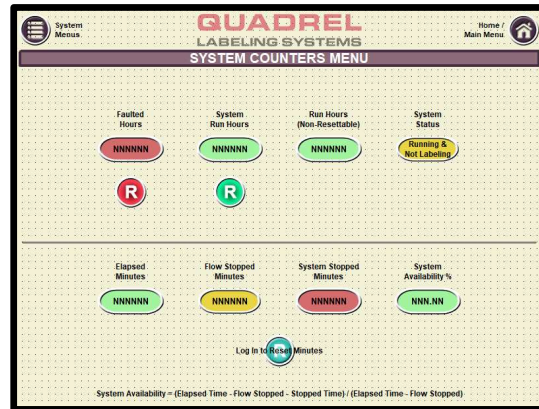 System
Menus
QUADREL
LABELING SYSTEMS
Home /
Main Menu
SYSTEM COUNTERS MENU
Faulted
Hours
System
Run Hours
Run Hours
(Non-Resettable)
System
Status
NNNNNN
NNNNNN
NNNNNN
Running &
Not Labeling
R
R
Elapsed
Minutes
Flow Stopped
Minutes
System Stopped
Minutes
System
Availability %
NNNNNN
NNNNNN
NNNNNN
NNN.NN
Log In to Reset Minutes
System Availability = (Elapsed Time - Flow Stopped - Stopped Time) / (Elapsed Time - Flow Stopped)